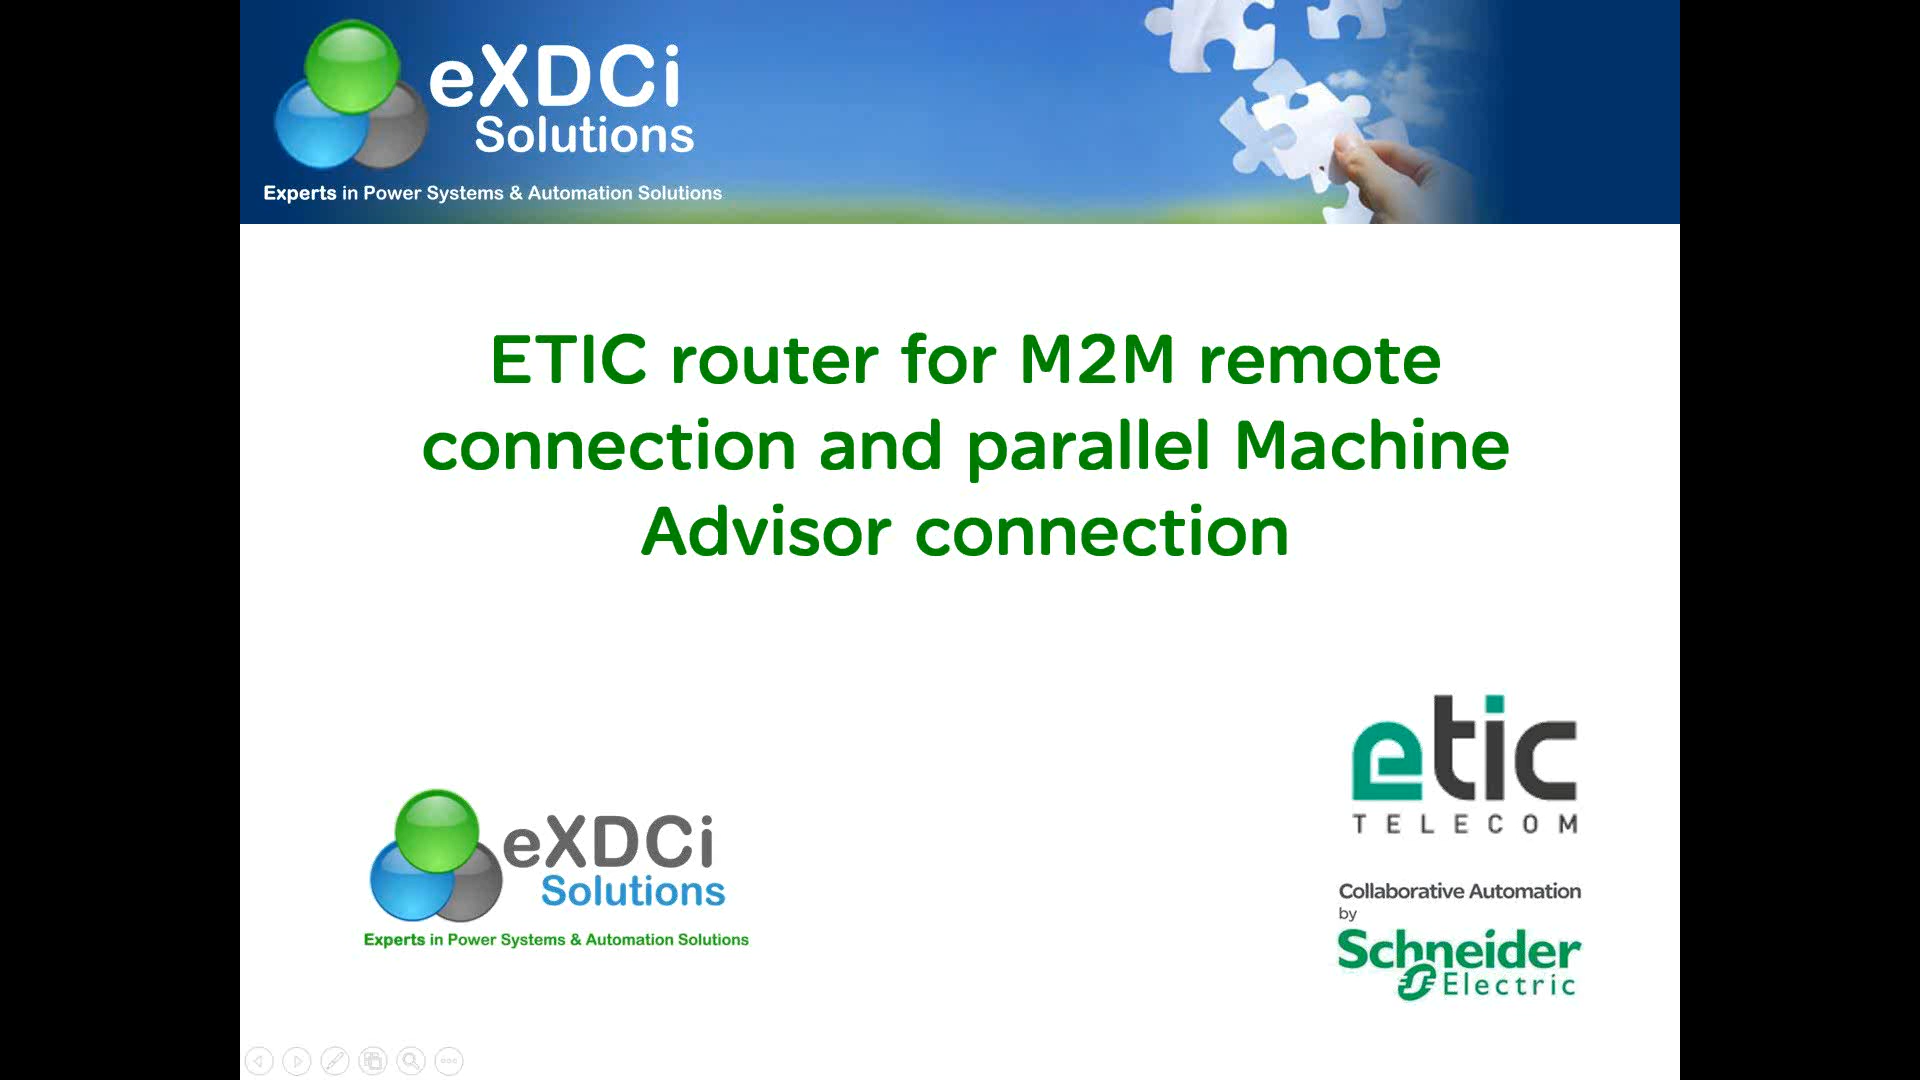 eXDCi
Solutions
Experts in Power Systems & Automation Solutions
ETIC router for M2M remote
connection and parallel Machine
Advisor connection
etic
TELECOM
eXDCi
Solutions
Experts in Power Systems & Automation Solutions
Collaborative Automation
by
Schneider
Electric